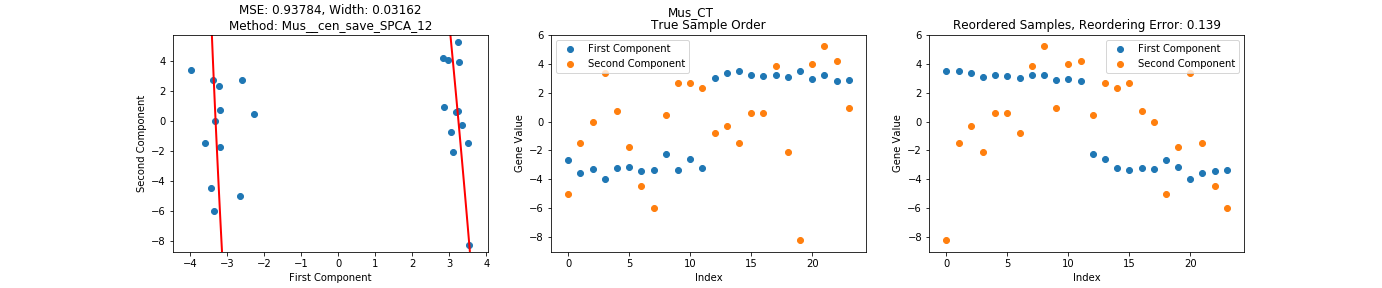 Mus_CT
MSE: 0.93784, Width: 0.03162
Method: Mus__cen_save_SPCA_12
Second Component
4
2
0
−2
−4
−6
−8
−4
−3
−2
−1
0
1
2
3
4
First Component
True Sample Order
First Component
Second Component
Gene Value
6
4
2
0
−2
−4
−6
−8
0
5
10
15
20
Index
Reordered Samples, Reordering Error: 0.139
First Component
Second Component
Gene Value
6
4
2
0
−2
−4
−6
−8
0
5
10
15
20
Index